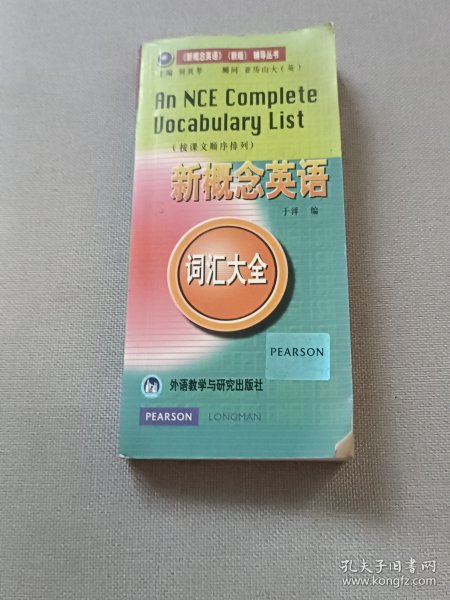 《新概念英语》(新版) 辅导丛书
主编 何其莘 顾问 亚历山大(英)
An NCE Complete
Vocabulary List
(按课文顺序排列)
新概念英语
于锋 编
词汇大全
PEARSON
外语教学与研究出版社
PEARSON LONGMAN
孔夫子旧书网
www.kongfz.com